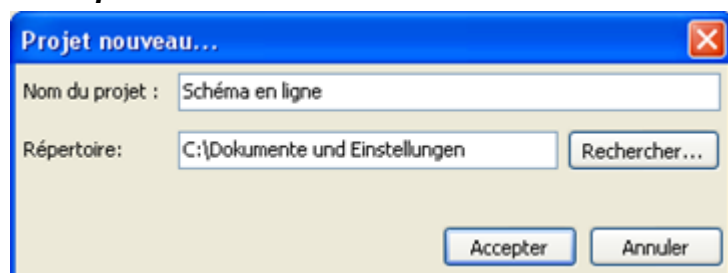 Projet nouveau...
Nom du projet : Schéma en ligne
Répertoire: C:\Dokumente und Einstellungen Rechercher...
Accepter Annuler